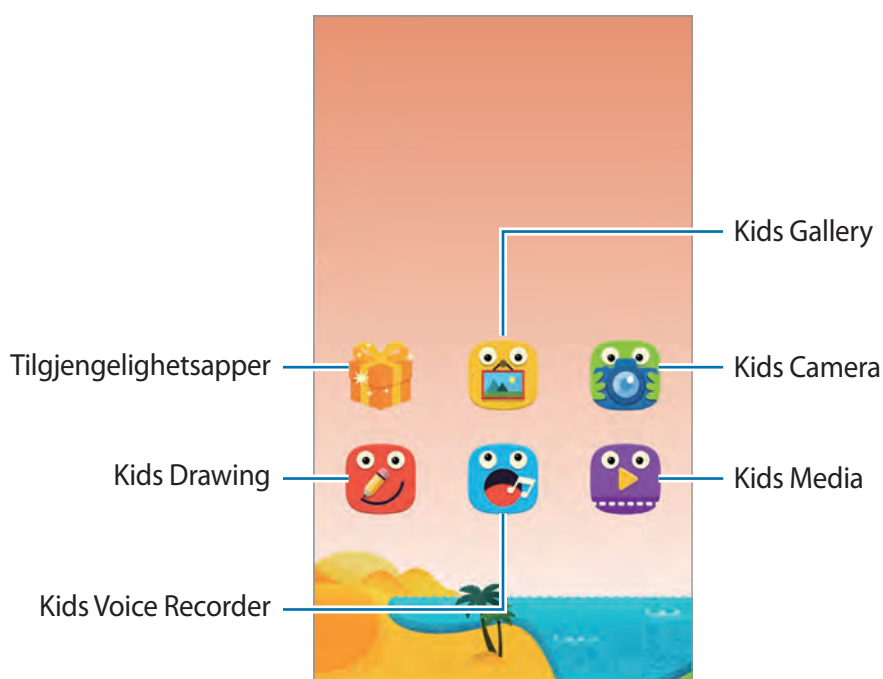 Kids Gallery
Tilgjengelighetsapper
Kids Camera
Kids Drawing
Kids Media
Kids Voice Recorder